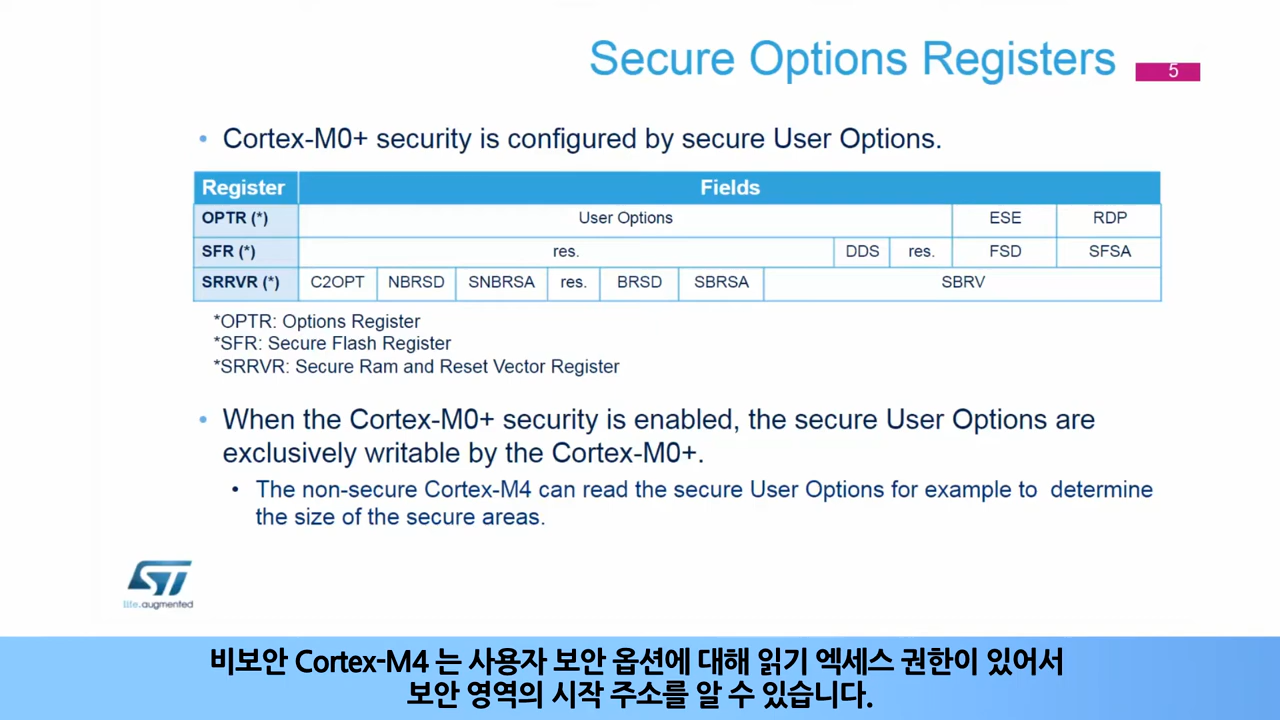 Secure Options Registers
5
• Cortex-M0+ security is configured by secure User Options.
Register Fields
OPTR (*) User Options ESE RDP
SFR (*) res. DDS res. FSD SFSA
SRRVR (*) C2OPT NBRSD SNBRSA res. BRSD SBRSA SBRV
*OPTR: Options Register
*SFR: Secure Flash Register
*SRRVR: Secure Ram and Reset Vector Register
• When the Cortex-M0+ security is enabled, the secure User Options are
exclusively writable by the Cortex-M0+.
• The non-secure Cortex-M4 can read the secure User Options for example to determine
the size of the secure areas.
ST
life.augmented
비보안 Cortex-M4 는 사용자 보안 옵션에 대해 읽기 엑세스 권한이 있어서
보안 영역의 시작 주소를 알 수 있습니다.